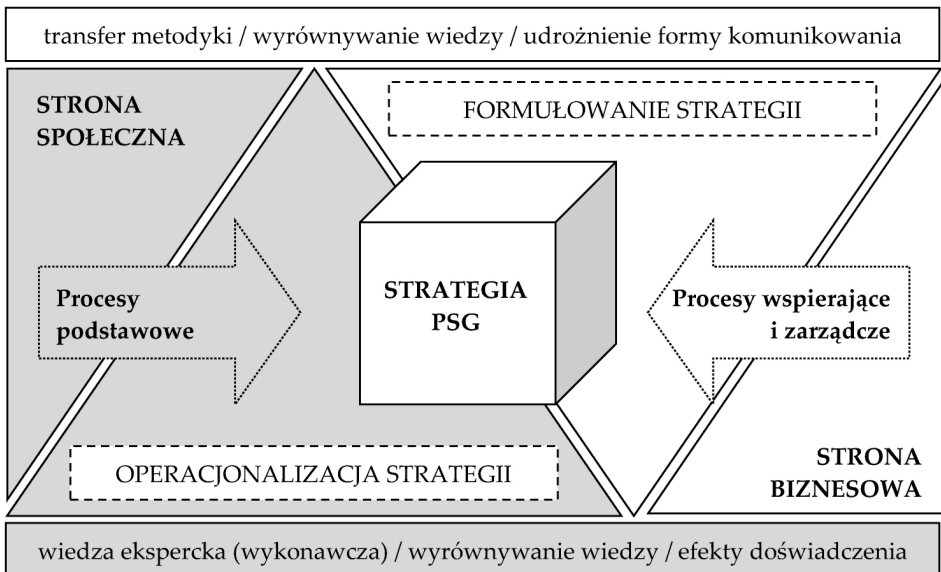 transfer metodyki / wyrównywanie wiedzy / udrożnienie formy komunikowania
STRONA
SPOŁECZNA
FORMUŁOWANIE STRATEGII
STRATEGIA
PSG
Procesy
podstawowe
Procesy wspierające
i zarządcze
OPERACJONALIZACJA STRATEGII
STRONA
BIZNESOWA
wiedza ekspercka (wykonawcza) / wyrównywanie wiedzy / efekty doświadczenia